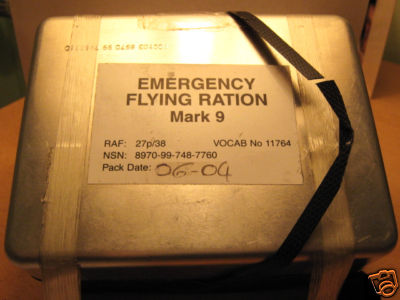 EMERGENCY
FLYING RATION
Mark 9
RAF: 27p/38 VOCAB No 11764
NSN: 8970-99-748-7760
Pack Date: 06-04